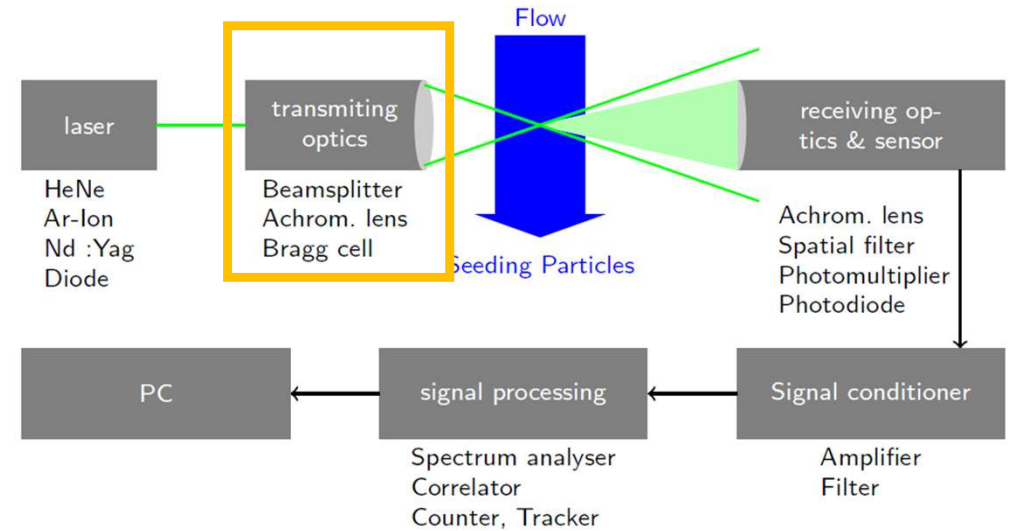 Flow
laser
transmiting
optics
receiving op-
tics & sensor
HeNe
Ar-Ion
Nd :Yag
Diode
Beamsplitter
Achrom. lens
Bragg cell
Seeding Particles
Achrom. lens
Spatial filter
Photomultiplier
Photodiode
PC
signal processing
Signal conditioner
Spectrum analyser
Correlator
Counter, Tracker
Amplifier
Filter